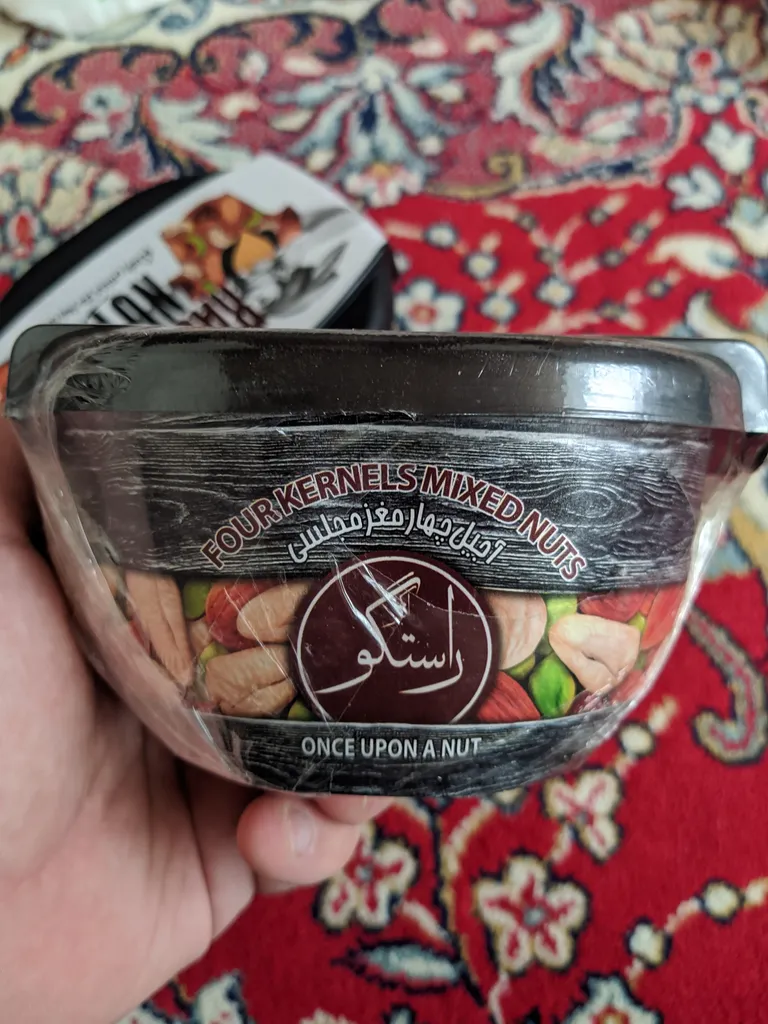 FOUR KERNELS MIXED NUTS
آجیل چهار مغز مجلسی
راستگو
ONCE UPON A NUT